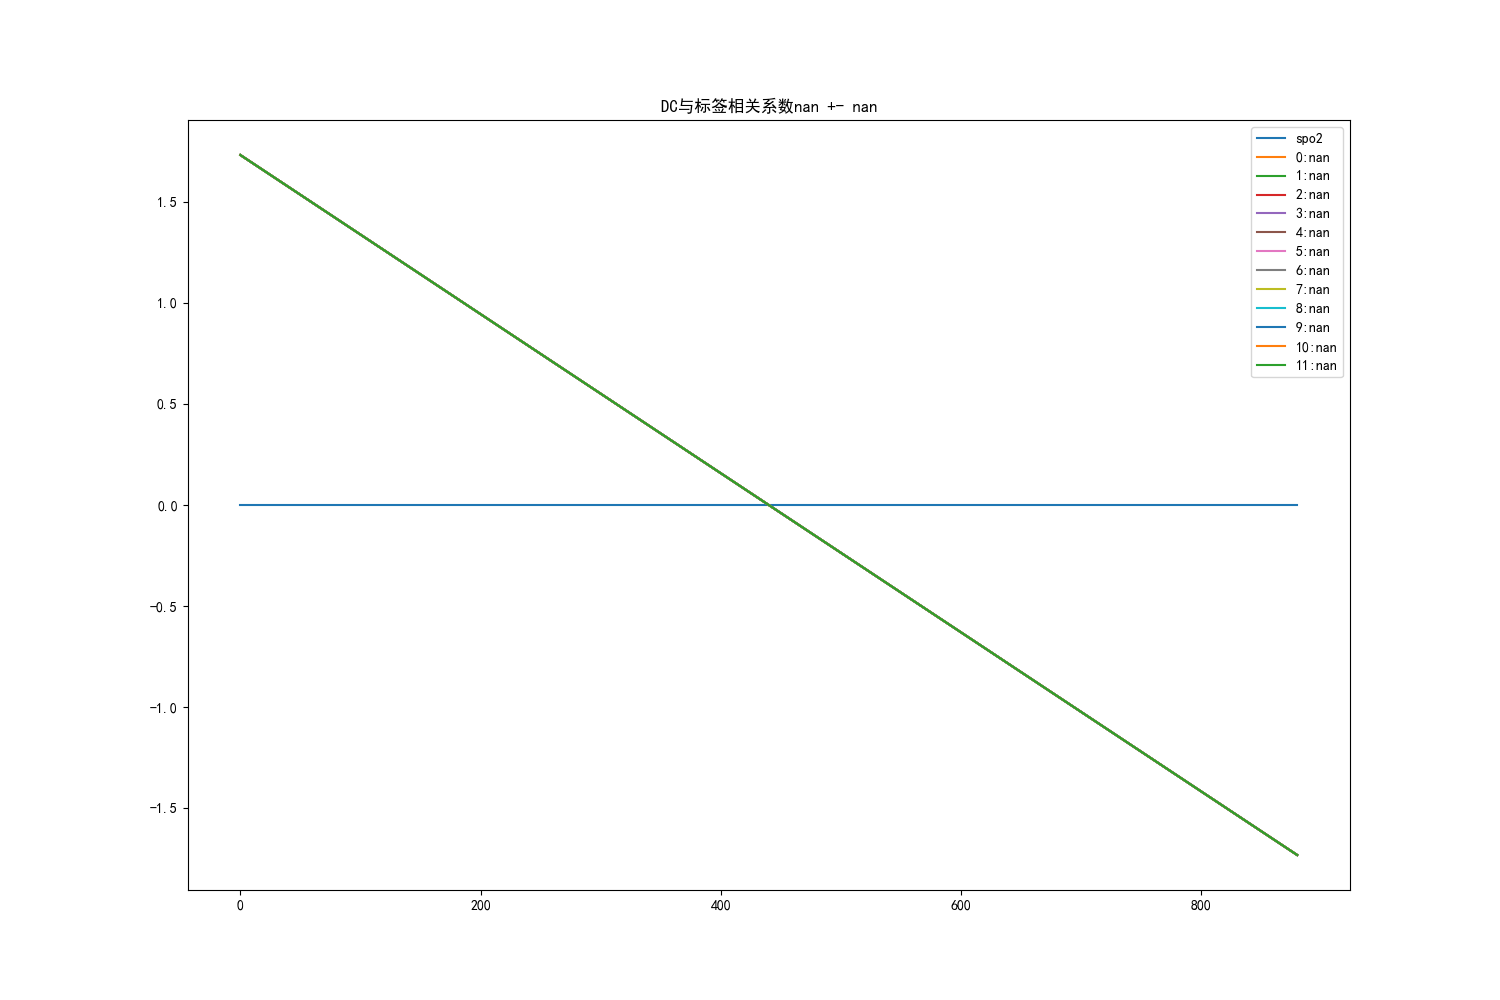 DC与标签相关系数nan +- nan
spo2
0:nan
1:nan
2:nan
3:nan
4:nan
5:nan
6:nan
7:nan
8:nan
9:nan
10:nan
11:nan
1.5
1.0
0.5
0.0
-0.5
-1.0
-1.5
0 200 400 600 800